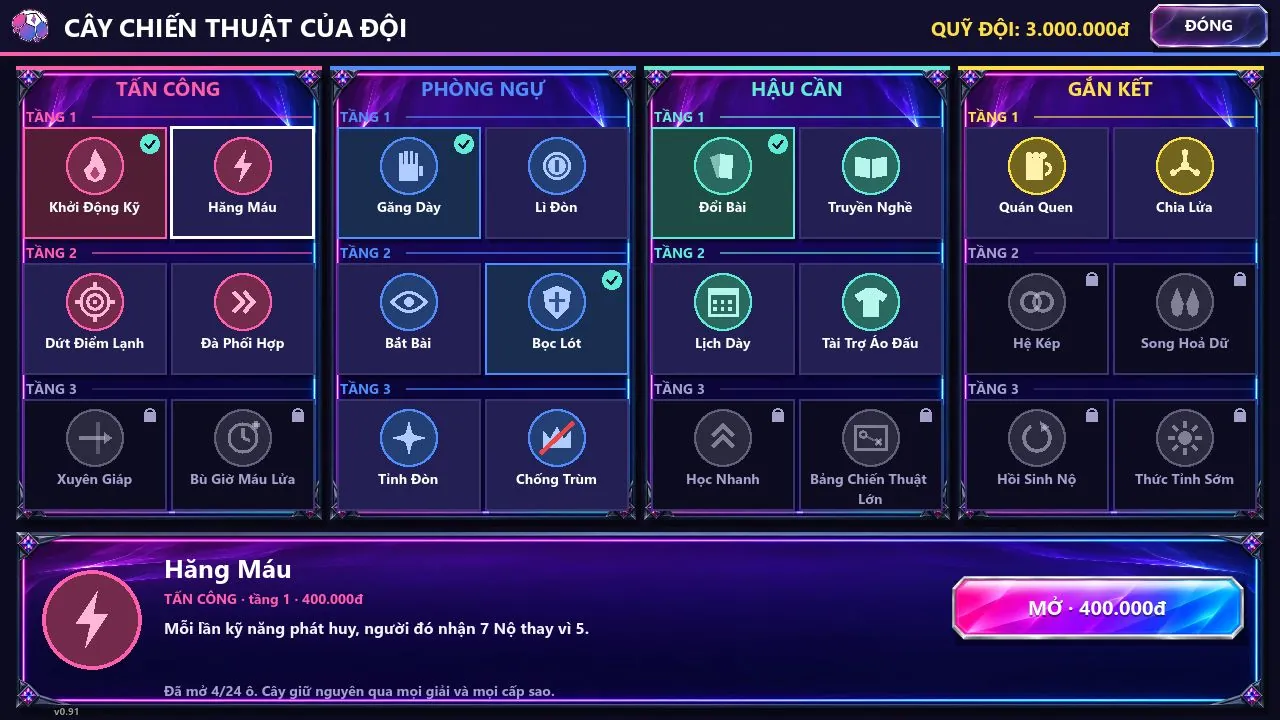 CÂY CHIẾN THUẬT CỦA ĐỘI
QUỸ ĐỘI: 3.000.000đ
ĐÓNG
TẤN CÔNG
TẦNG 1
Khởi Động Kỹ
Hăng Máu
TẦNG 2
Dứt Điểm Lạnh
Đà Phối Hợp
TẦNG 3
Xuyên Giáp
Bù Giờ Máu Lửa
PHÒNG NGỰ
TẦNG 1
Găng Dày
Lì Đòn
TẦNG 2
Bắt Bài
Bọc Lót
TẦNG 3
Tỉnh Đòn
Chống Trùm
HẬU CẦN
TẦNG 1
Đổi Bài
Truyền Nghề
TẦNG 2
Lịch Dày
Tài Trợ Áo Đấu
TẦNG 3
Học Nhanh
Bảng Chiến Thuật
Lớn
GẮN KẾT
TẦNG 1
Quán Quen
Chia Lửa
TẦNG 2
Hệ Kép
Song Hoả Dữ
TẦNG 3
Hồi Sinh Nộ
Thức Tỉnh Sớm
Hăng Máu
TẤN CÔNG · tầng 1 · 400.000đ
Mỗi lần kỹ năng phát huy, người đó nhận 7 Nộ thay vì 5.
MỞ · 400.000đ
Đã mở 4/24 ô. Cây giữ nguyên qua mọi giải và mọi cấp sao.
v0.91